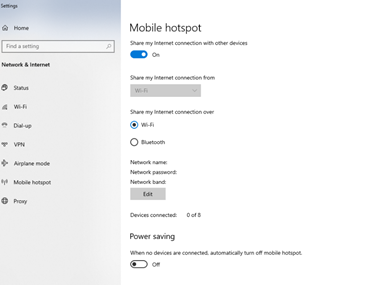 Settings
Home
Find a setting
Network & Internet
Status
Wi-Fi
Dial-up
VPN
Airplane mode
Mobile hotspot
Proxy
Mobile hotspot
Share my Internet connection with other devices
On
Share my Internet connection from
Wi-Fi
Share my Internet connection over
Wi-Fi
Bluetooth
Network name:
Network password:
Network band:
Edit
Devices connected: 0 of 8
Power saving
When no devices are connected, automatically turn off mobile hotspot.
Off